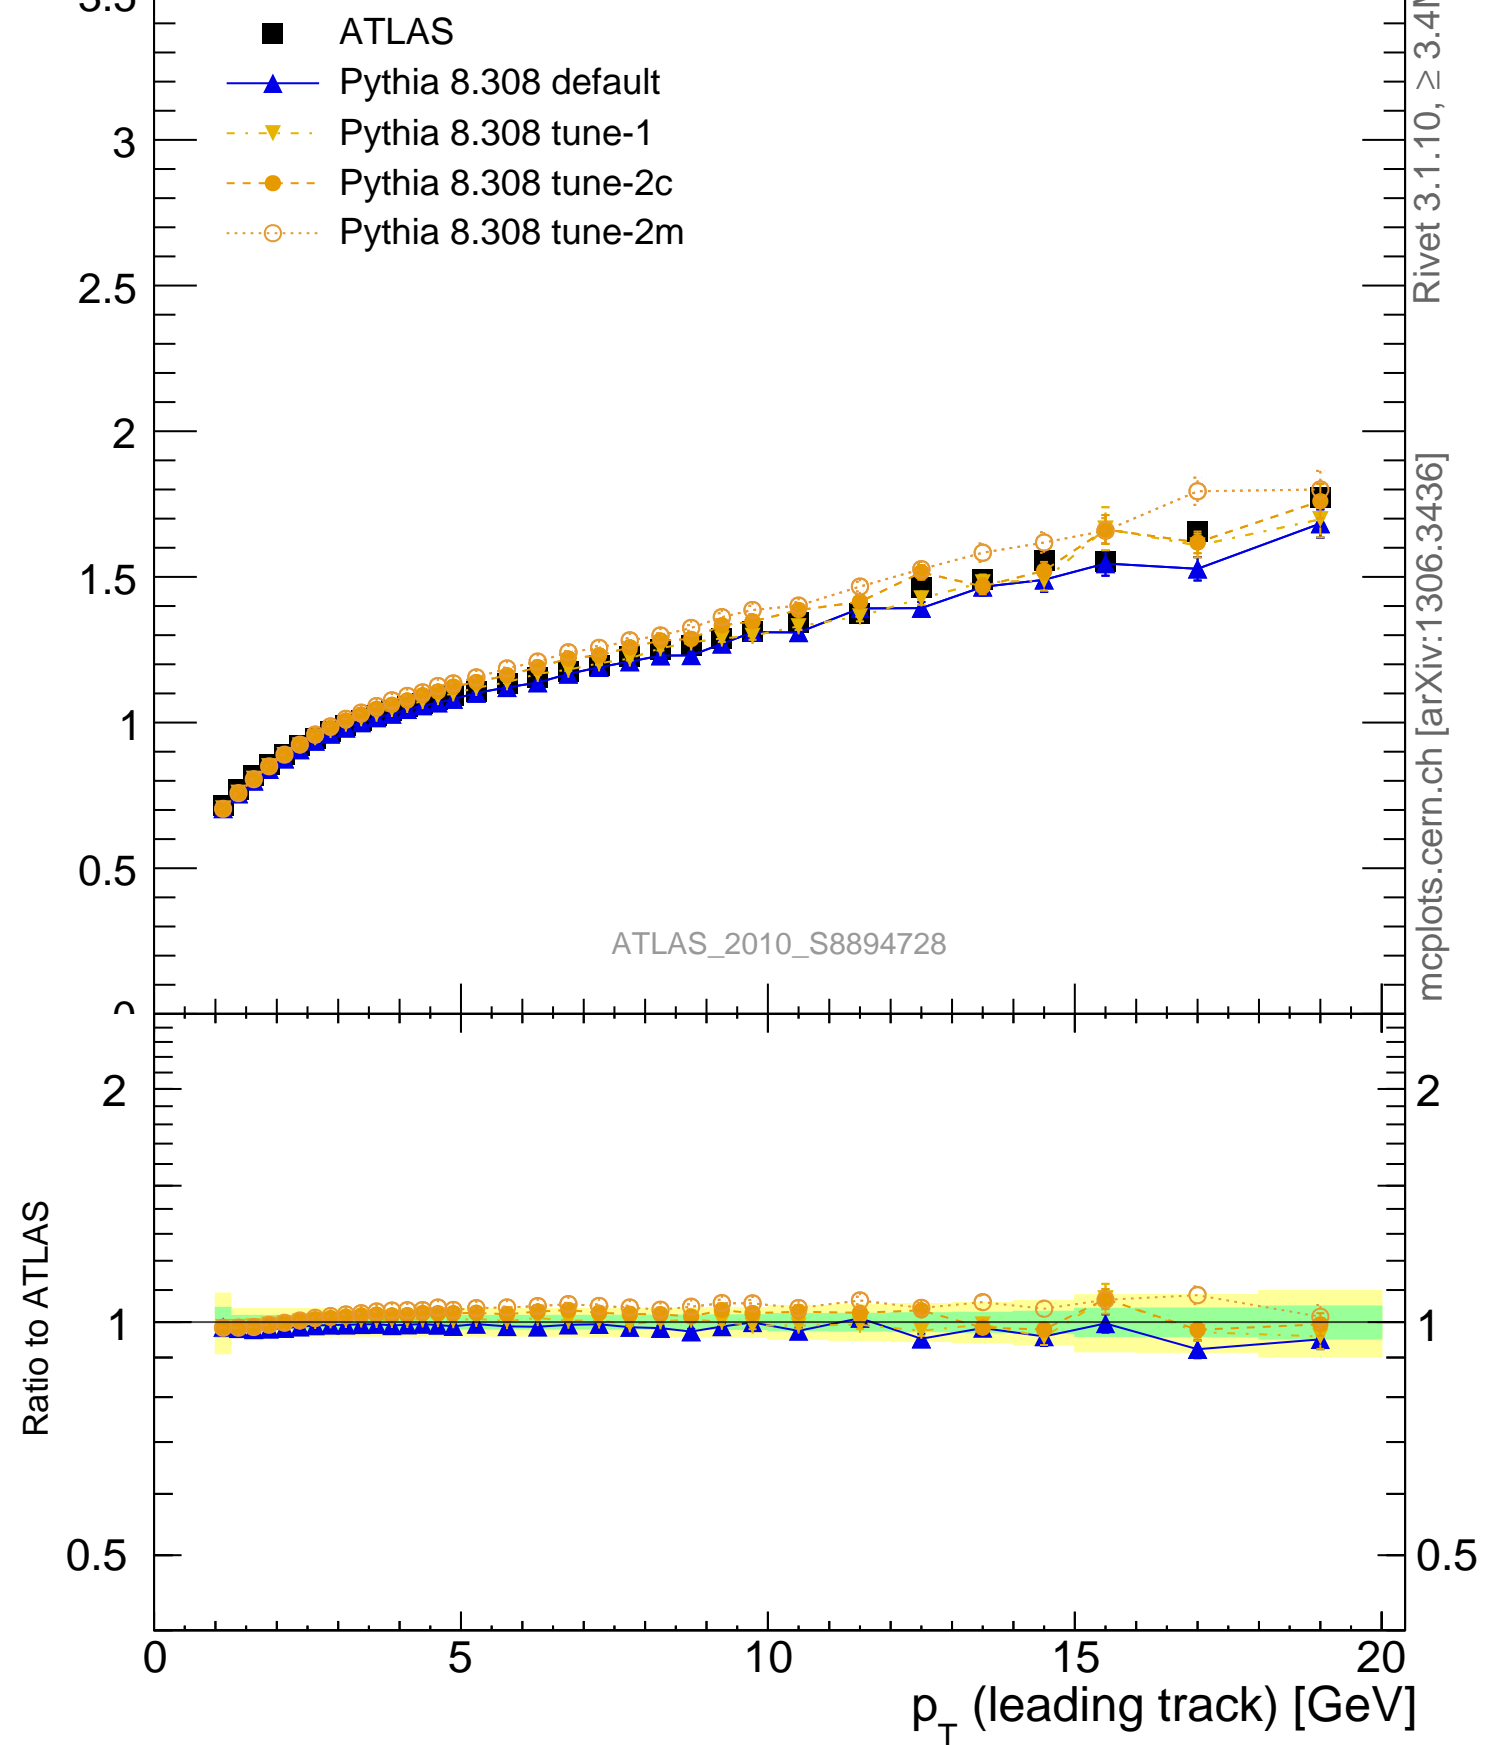 ATLAS
Pythia 8.308 default
Pythia 8.308 tune-1
Pythia 8.308 tune-2c
Pythia 8.308 tune-2m
3
2.5
2
1.5
1
0.5
ATLAS_2010_S8894728
Rivet 3.1.10, ≥ 3.4M
mcplots.cern.ch [arXiv:1306.3436]
Ratio to ATLAS
2
1
0.5
2
1
0.5
0 5 10 15 20
p_T (leading track) [GeV]